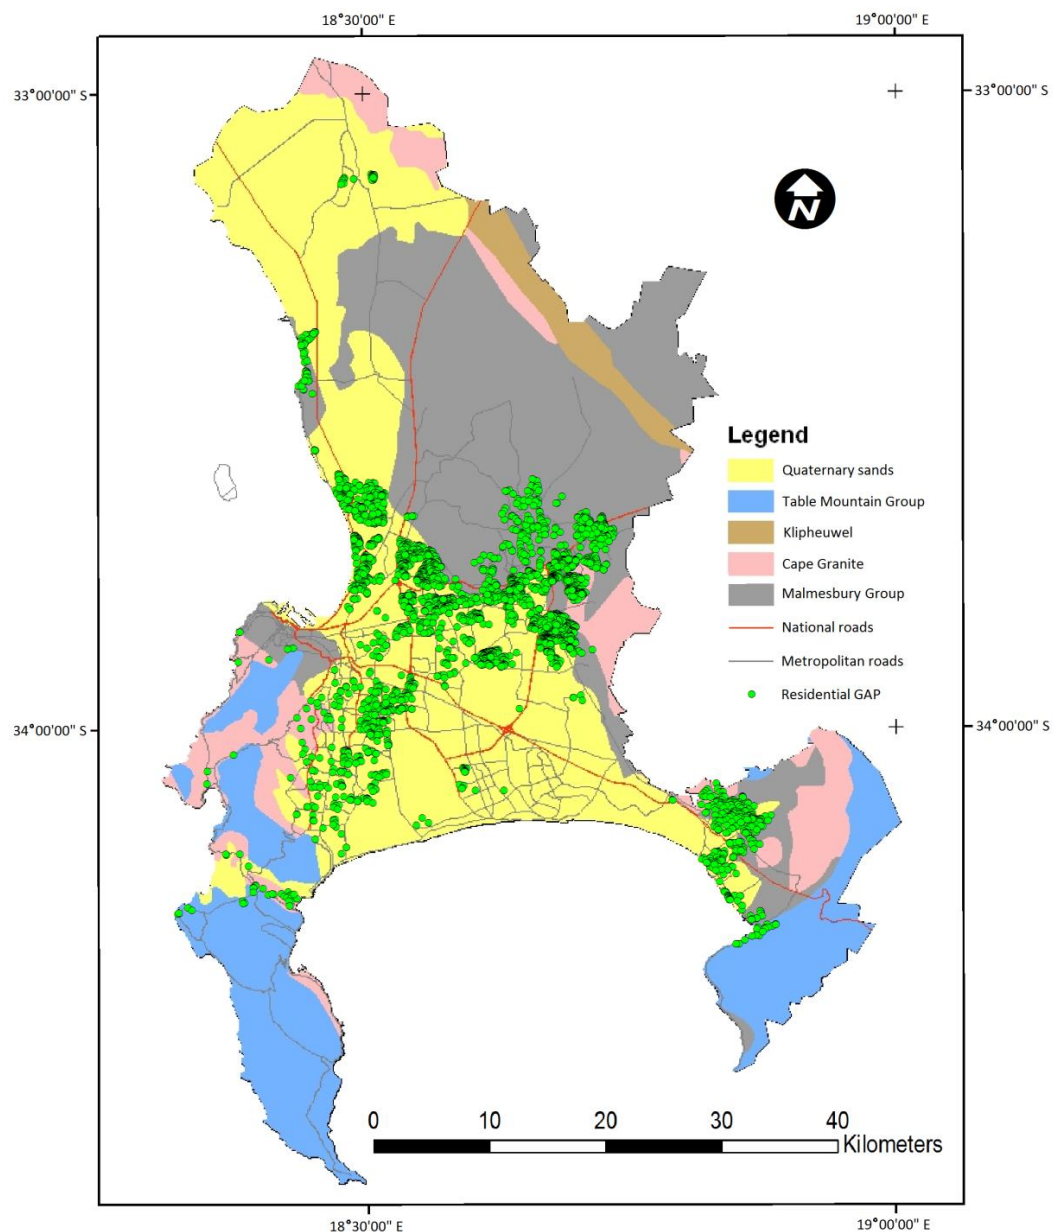 18°30'00" E
19°00'00" E
33°00'00" S
33°00'00" S
N
Legend
Quaternary sands
Table Mountain Group
Klipheuwel
Cape Granite
Malmesbury Group
National roads
Metropolitan roads
Residential GAP
34°00'00" S
34°00'00" S
0 10 20 30 40
Kilometers
18°30'00" E
19°00'00" E